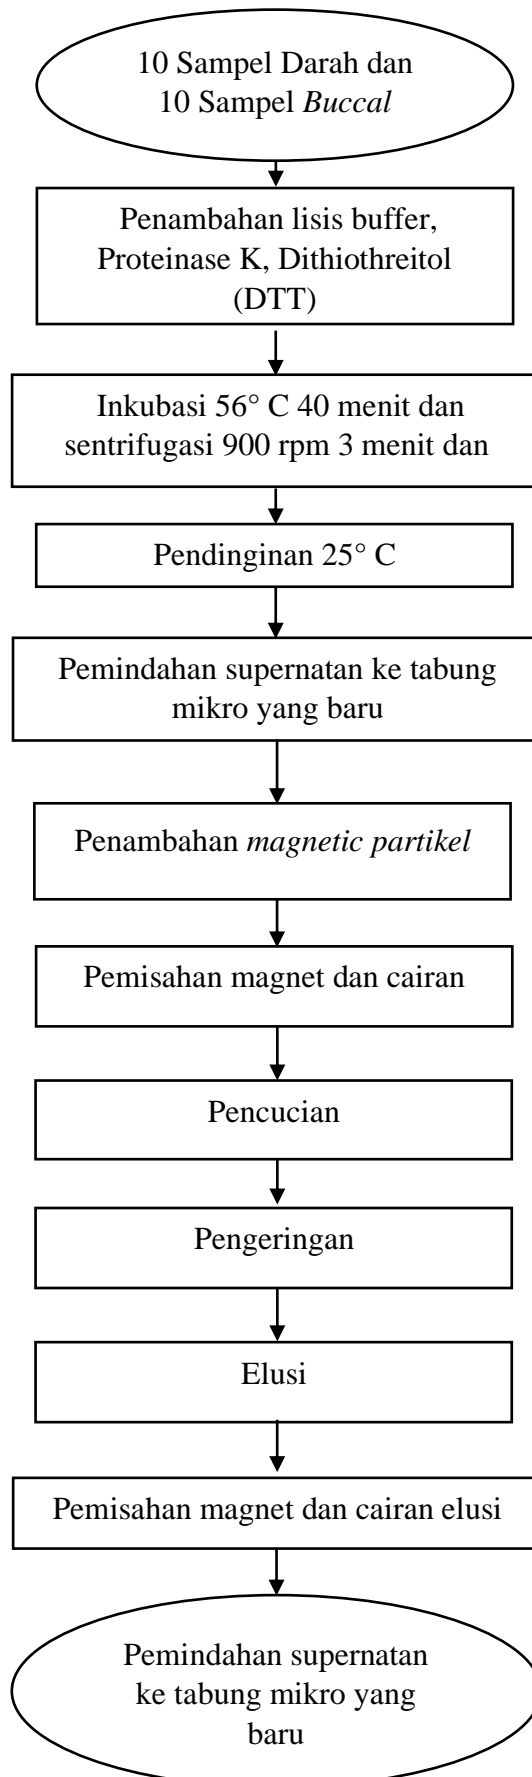 10 Sampel Darah dan
10 Sampel Buccal
Penambahan lisis buffer,
Proteinase K, Dithiothreitol
(DTT)
Inkubasi 56° C 40 menit dan
sentrifugasi 900 rpm 3 menit dan
Pendinginan 25° C
Pemindahan supernatan ke tabung
mikro yang baru
Penambahan magnetic partikel
Pemisahan magnet dan cairan
Pencucian
Pengeringan
Elusi
Pemisahan magnet dan cairan elusi
Pemindahan supernatan
ke tabung mikro yang
baru